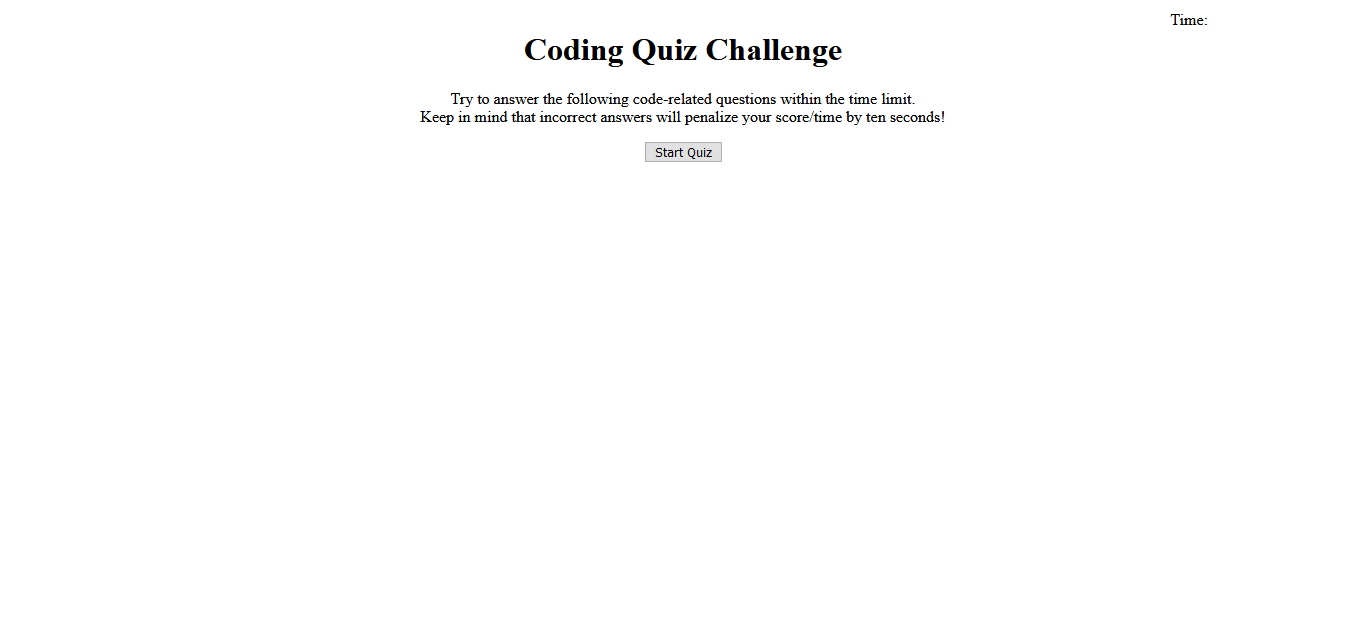 Time:
Coding Quiz Challenge
Try to answer the following code-related questions within the time limit.
Keep in mind that incorrect answers will penalize your score/time by ten seconds!
Start Quiz